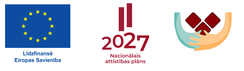 Līdzfinansē
Eiropas Savienība
2027
Nacionālais
attīstības plāns